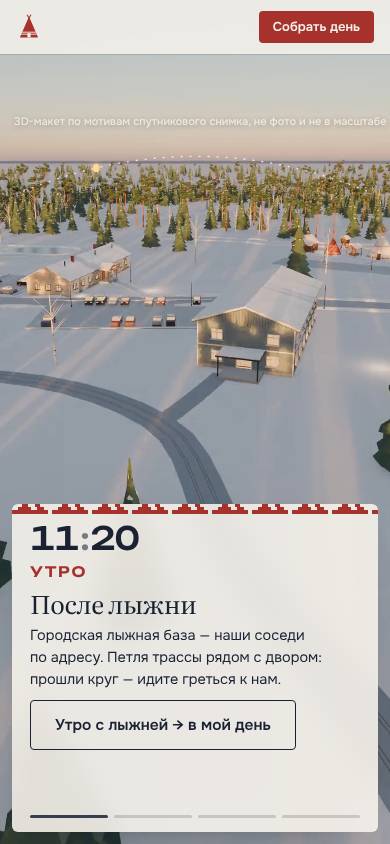 Собрать день
3D-макет по мотивам спутникового снимка, не фото и не в масштабе
11:20
УТРО
После лыжни
Городская лыжная база — наши соседи
по адресу. Петля трассы рядом с двором:
прошли круг — идите греться к нам.
Утро с лыжней → в мой день